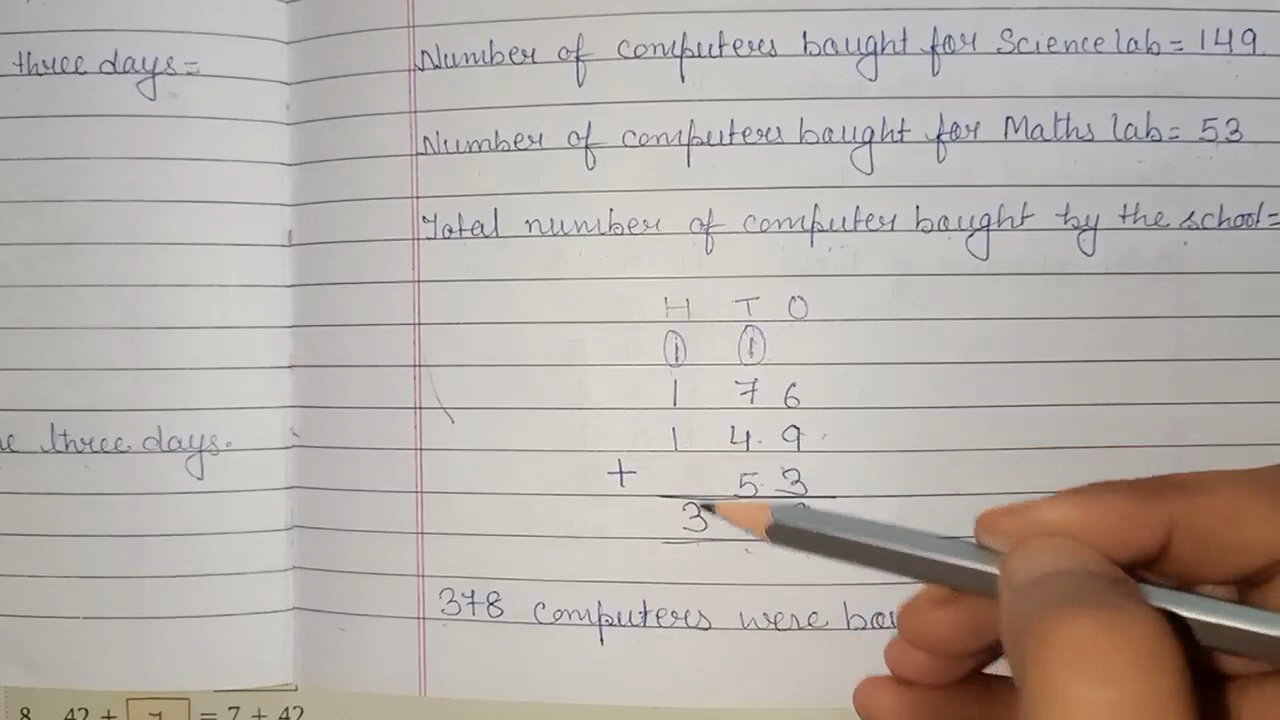 three days=
Number of computers baught for Science lab= 149
Number of computers baught for Maths lab= 53
Total number of computer baught by the school=
H T O
1 1
1 7 6
1 4 9
+ 5 3
3
378 computers were
e three days.
8. 42 + 7 = 7 + 42